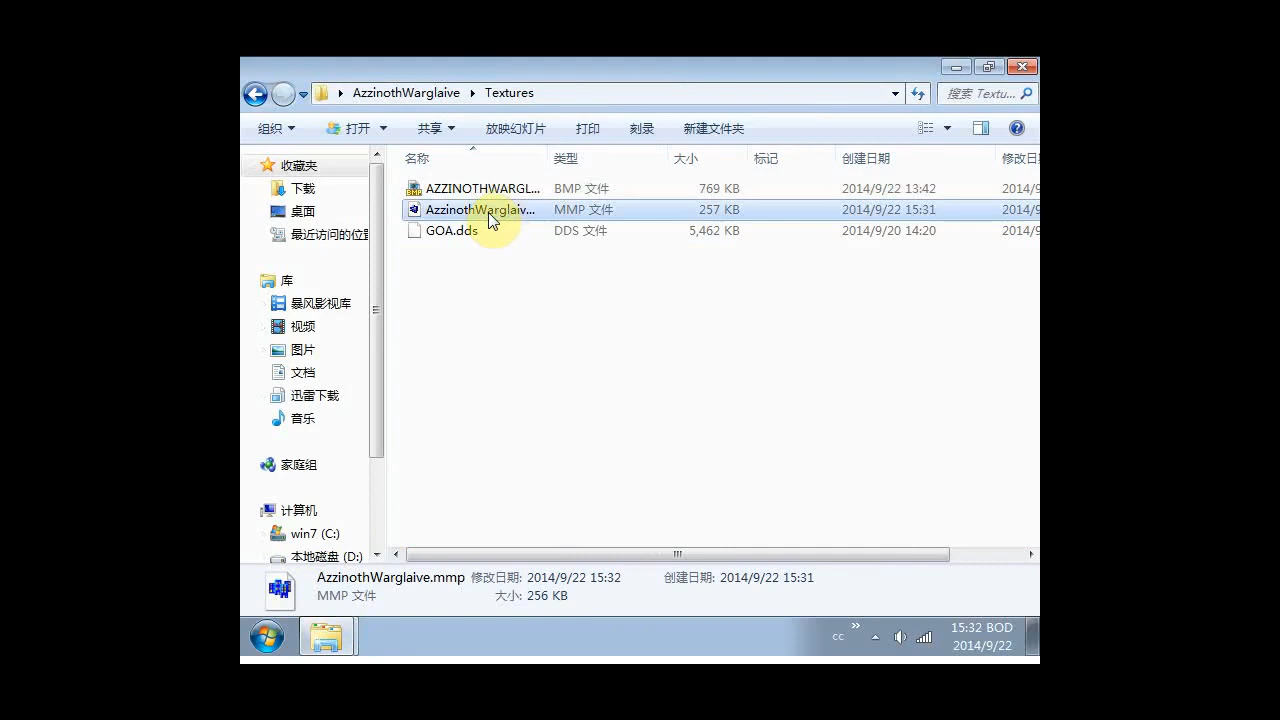 AzzinothWarglaive Textures 搜索 Textu...
组织 打开 共享 放映幻灯片 打印 刻录 新建文件夹
收藏夹
下载
桌面
最近访问的位置
库
暴风影视库
视频
图片
文档
迅雷下载
音乐
家庭组
计算机
win7 (C:)
本地磁盘 (D:)
名称 类型 大小 标记 创建日期 修改日
AZZINOTHWARGL... BMP 文件 769 KB 2014/9/22 13:42 2014/9
AzzinothWarglaiv... MMP 文件 257 KB 2014/9/22 15:31 2014/9
GOA.dds DDS 文件 5,462 KB 2014/9/20 14:20 2014/9
AzzinothWarglaive.mmp 修改日期: 2014/9/22 15:32 创建日期: 2014/9/22 15:31
MMP 文件 大小: 256 KB
CC 15:32 BOD
2014/9/22